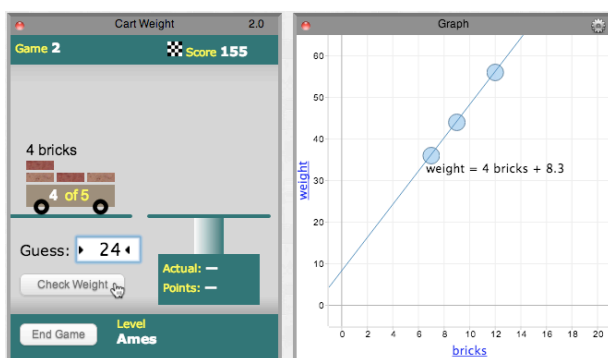 Cart Weight 2.0
Game 2 Score 155
4 bricks
4 of 5
Guess: 24
Check Weight
Actual: —
Points: —
End Game
Level
Ames
Graph
60
50
40
30
20
10
0
weight
weight = 4 bricks + 8.3
0 2 4 6 8 10 12 14 16 18 20
bricks